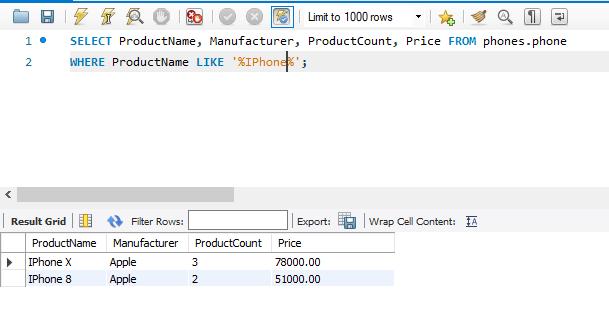 Limit to 1000 rows
1 SELECT ProductName, Manufacturer, ProductCount, Price FROM phones.phone
2 WHERE ProductName LIKE '%IPhone%';
Result Grid Filter Rows: Export: Wrap Cell Content: IA
ProductName Manufacturer ProductCount Price
IPhone X Apple 3 78000.00
IPhone 8 Apple 2 51000.00